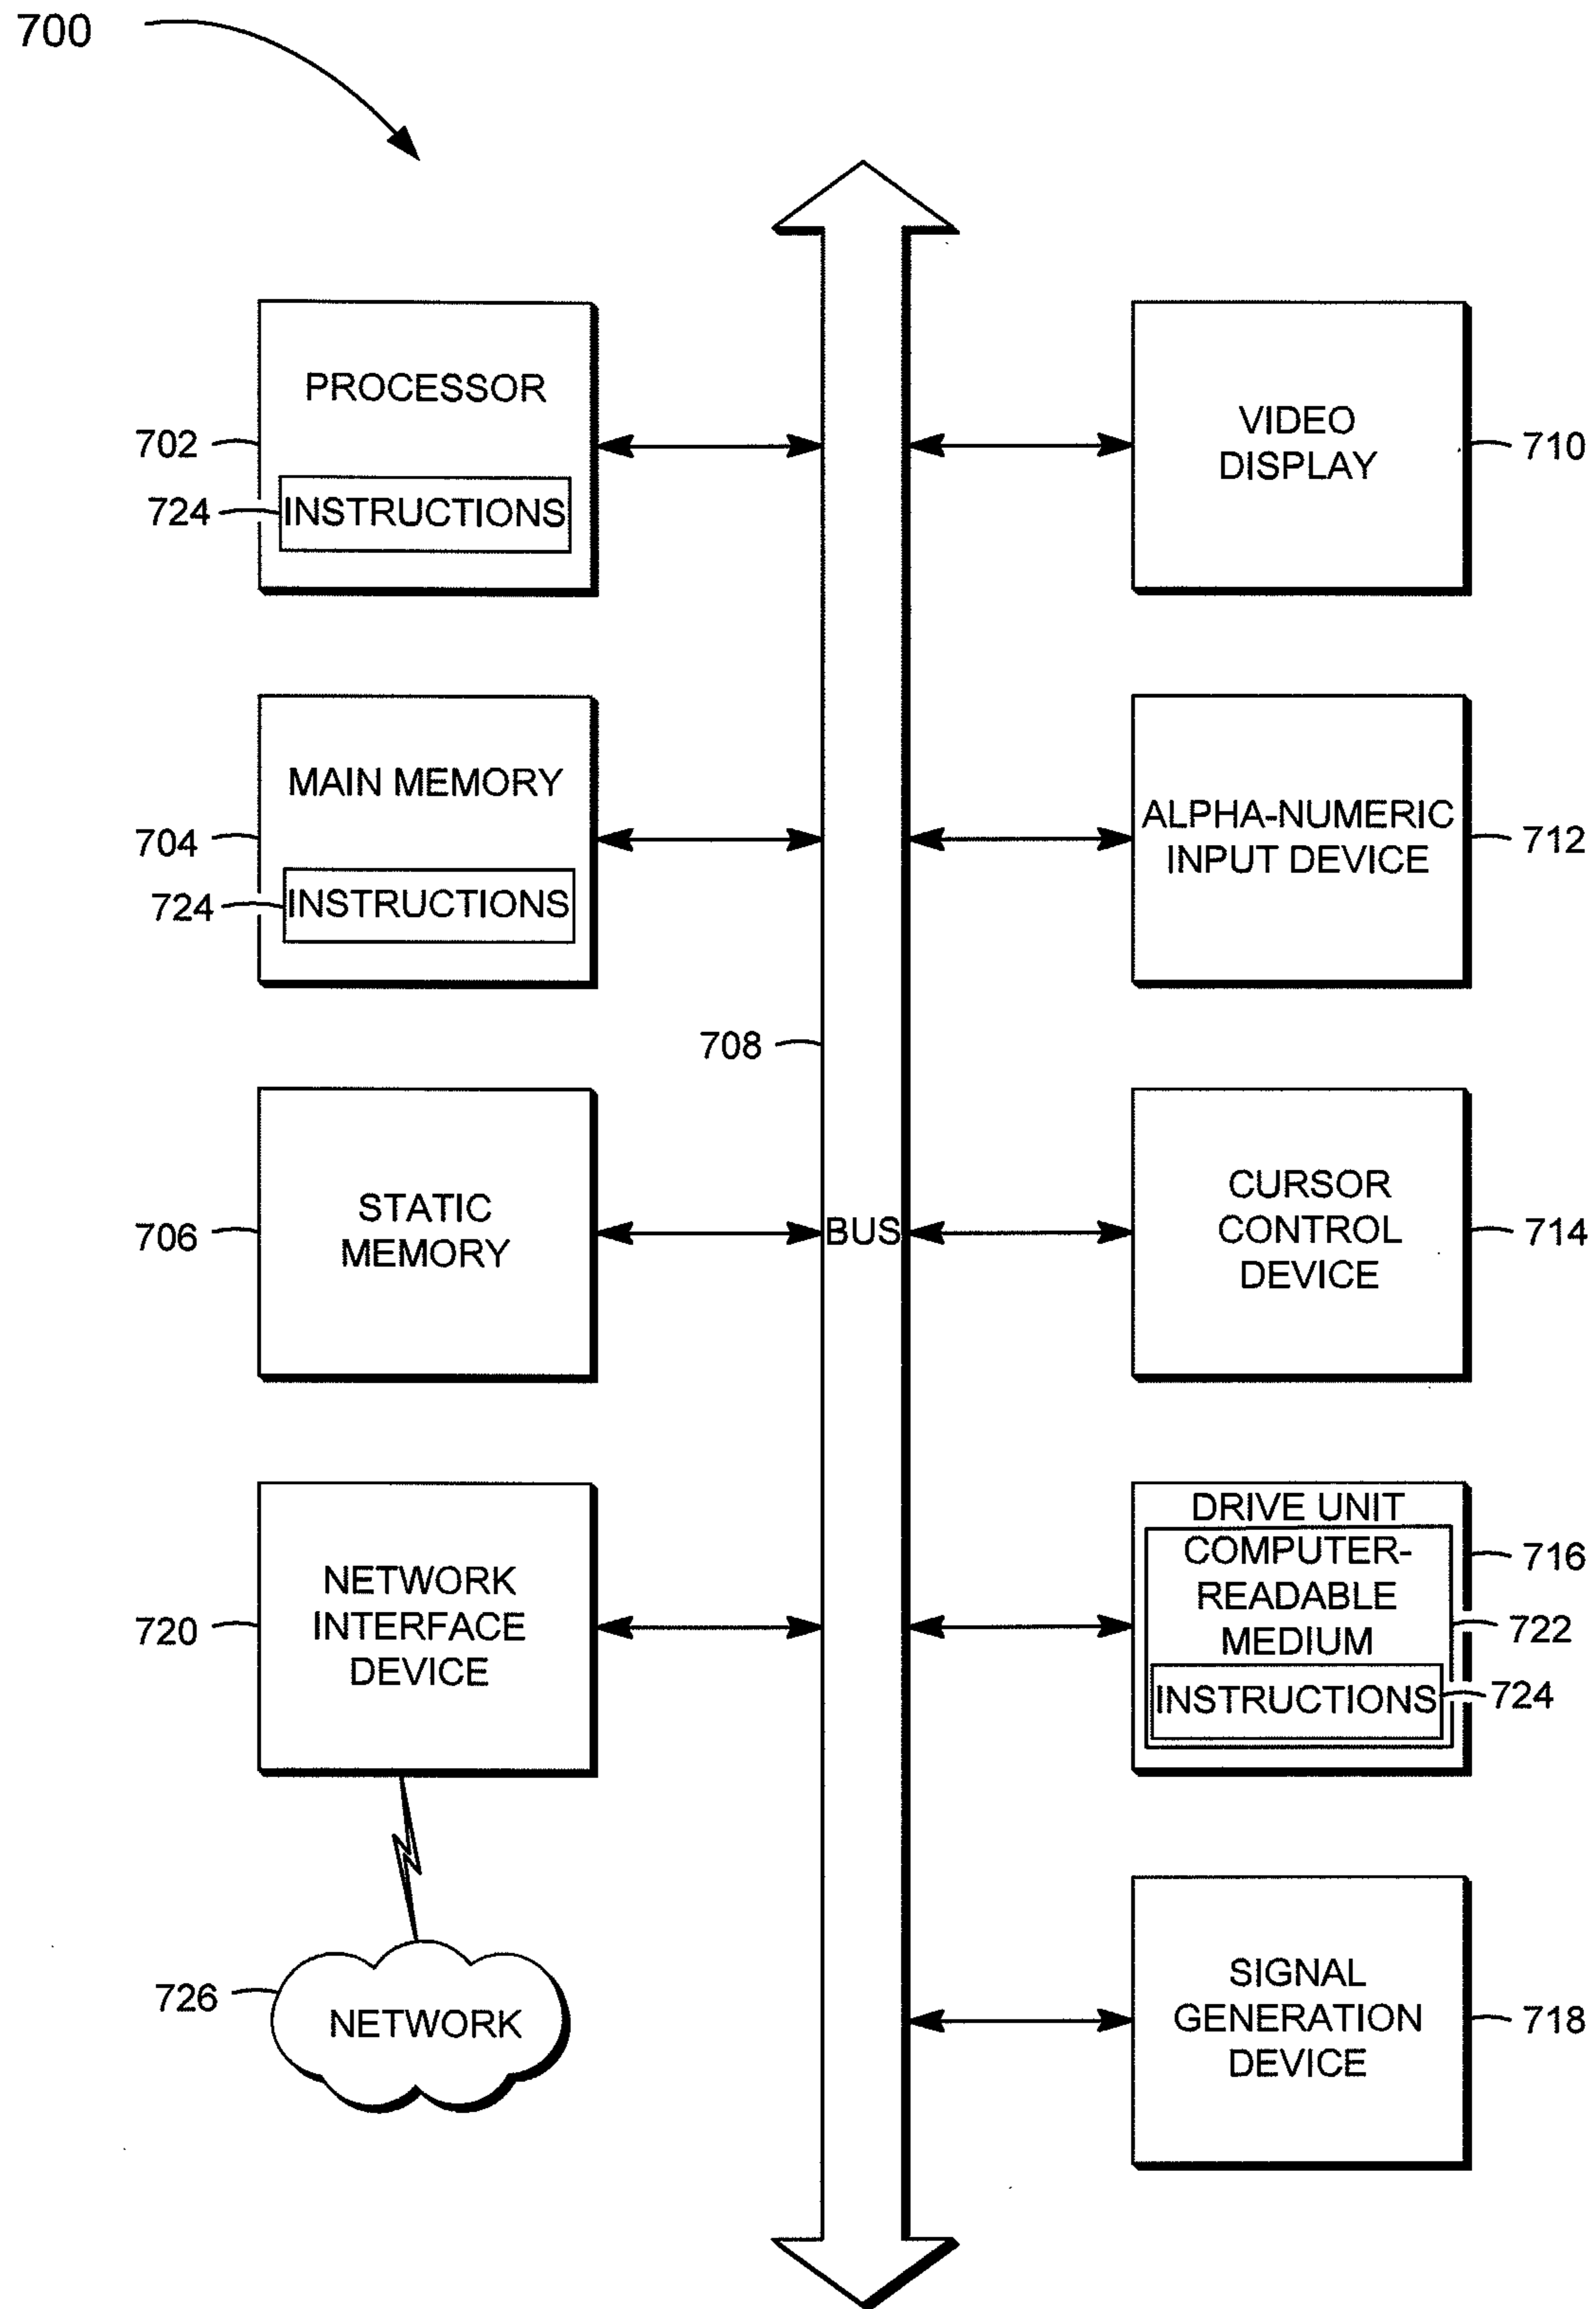 700
PROCESSOR
702
724
INSTRUCTIONS
VIDEO
DISPLAY
710
MAIN MEMORY
704
724
INSTRUCTIONS
ALPHA-NUMERIC
INPUT DEVICE
712
708
BUS
STATIC
MEMORY
706
CURSOR
CONTROL
DEVICE
714
NETWORK
INTERFACE
DEVICE
720
DRIVE UNIT
716
COMPUTER-
READABLE
MEDIUM
722
INSTRUCTIONS
724
726
NETWORK
SIGNAL
GENERATION
DEVICE
718